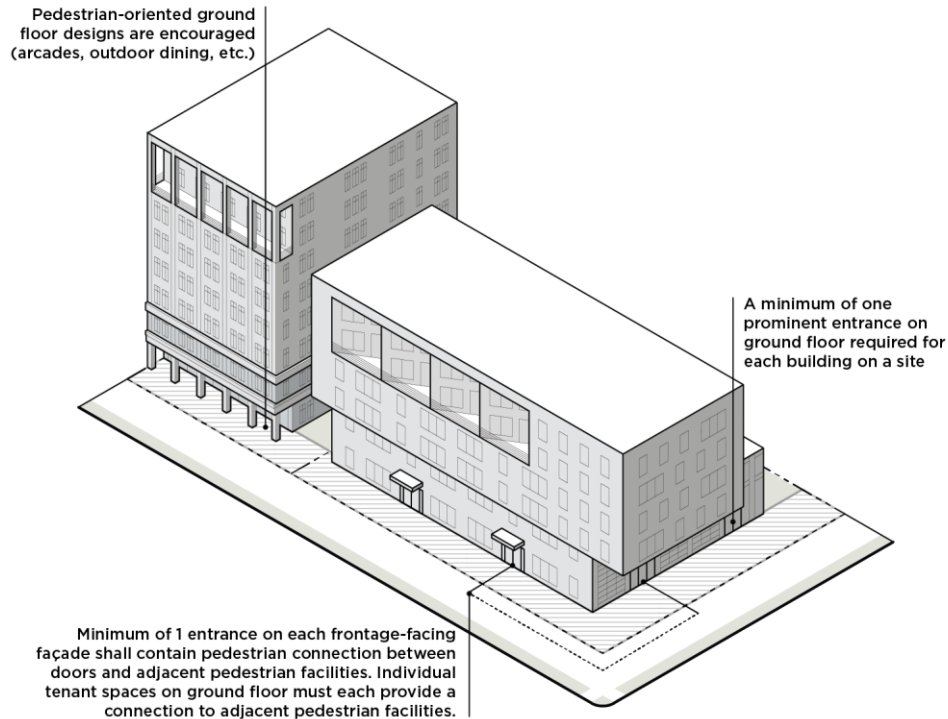 Pedestrian-oriented ground
floor designs are encouraged
(arcades, outdoor dining, etc.)
A minimum of one
prominent entrance on
ground floor required for
each building on a site
Minimum of 1 entrance on each frontage-facing
façade shall contain pedestrian connection between
doors and adjacent pedestrian facilities. Individual
tenant spaces on ground floor must each provide a
connection to adjacent pedestrian facilities.